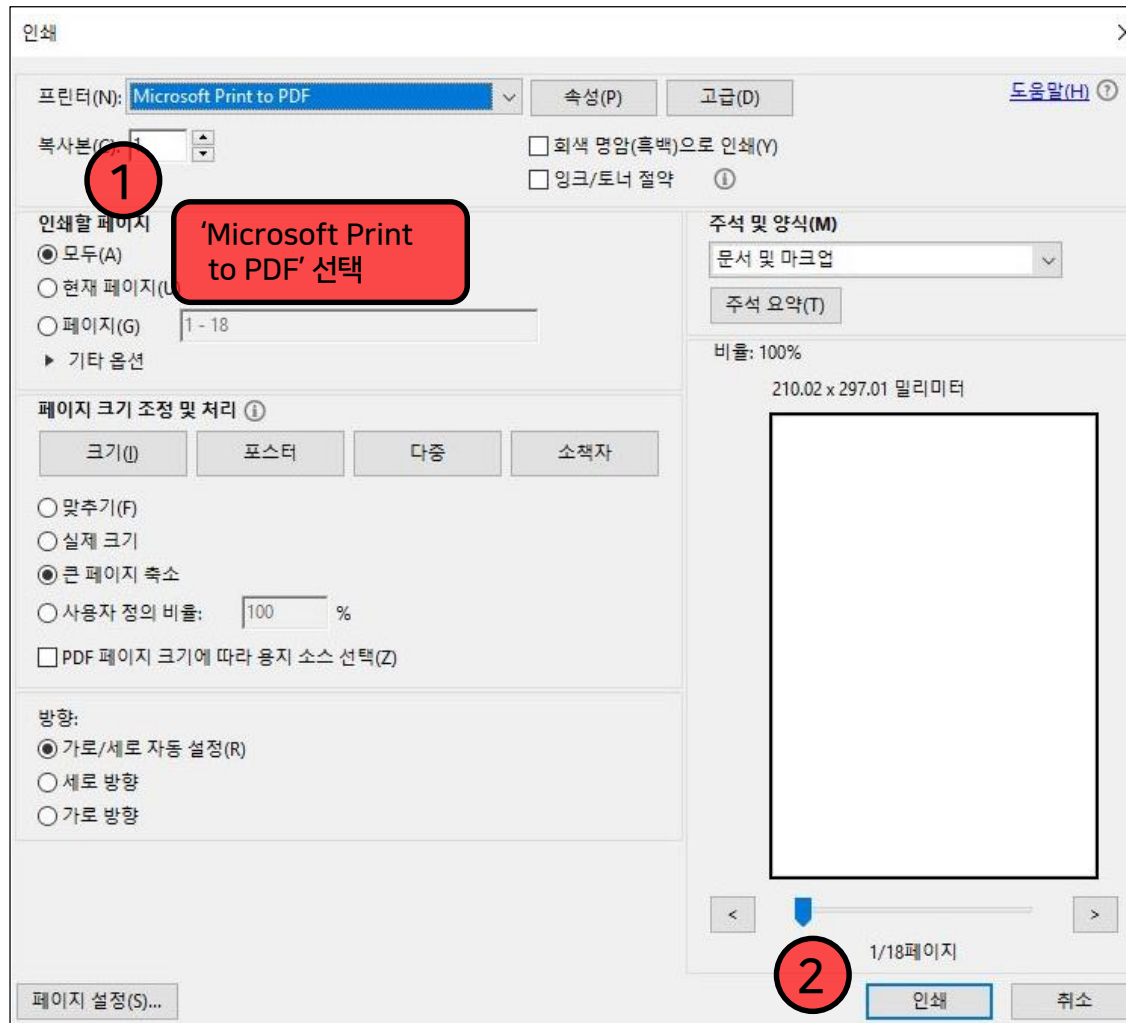 인쇄
프린터(N): Microsoft Print to PDF 속성(P) 고급(D) 도움말(H)
복사본(C): 1 회색 명암(흑백)으로 인쇄(Y)
잉크/토너 절약
1
인쇄할 페이지
모두(A)
현재 페이지(U
페이지(G) 1 - 18
기타 옵션
'Microsoft Print
to PDF' 선택
주석 및 양식(M)
문서 및 마크업
주석 요약(T)
페이지 크기 조정 및 처리
크기(I) 포스터 다중 소책자
맞추기(F)
실제 크기
큰 페이지 축소
사용자 정의 비율: 100 %
PDF 페이지 크기에 따라 용지 소스 선택(Z)
방향:
가로/세로 자동 설정(R)
세로 방향
가로 방향
비율: 100%
210.02 x 297.01 밀리미터
< >
1/18페이지
2
페이지 설정(S)... 인쇄 취소